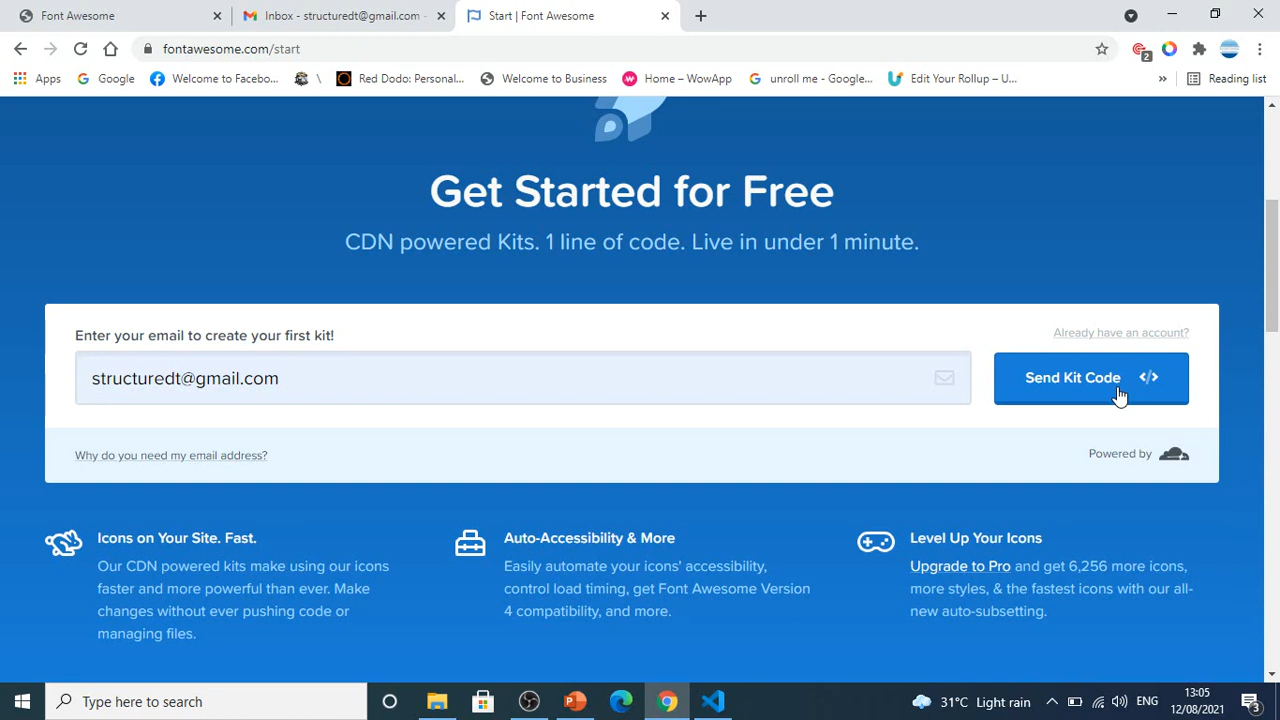 Font Awesome
Inbox - structuredt@gmail.com -
Start | Font Awesome
fontawesome.com/start
2
Apps
Google
Welcome to Facebo...
\
Red Dodo: Personal...
Welcome to Business
Home – WowApp
unroll me - Google...
Edit Your Rollup – U...
»
Reading list
Get Started for Free
CDN powered Kits. 1 line of code. Live in under 1 minute.
Enter your email to create your first kit!
Already have an account?
structuredt@gmail.com
Send Kit Code </>
Why do you need my email address?
Powered by
Icons on Your Site. Fast.
Our CDN powered kits make using our icons
faster and more powerful than ever. Make
changes without ever pushing code or
managing files.
Auto-Accessibility & More
Easily automate your icons' accessibility,
control load timing, get Font Awesome Version
4 compatibility, and more.
Level Up Your Icons
Upgrade to Pro and get 6,256 more icons,
more styles, & the fastest icons with our all-
new auto-subsetting.
Type here to search
31°C Light rain
ENG
13:05
12/08/2021
3